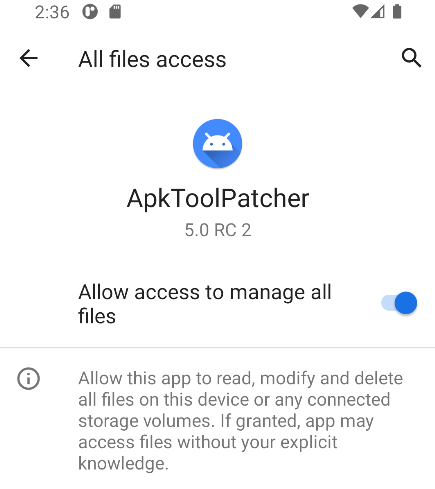 2:36
All files access
ApkToolPatcher
5.0 RC 2
Allow access to manage all
files
Allow this app to read, modify and delete
all files on this device or any connected
storage volumes. If granted, app may
access files without your explicit
knowledge.